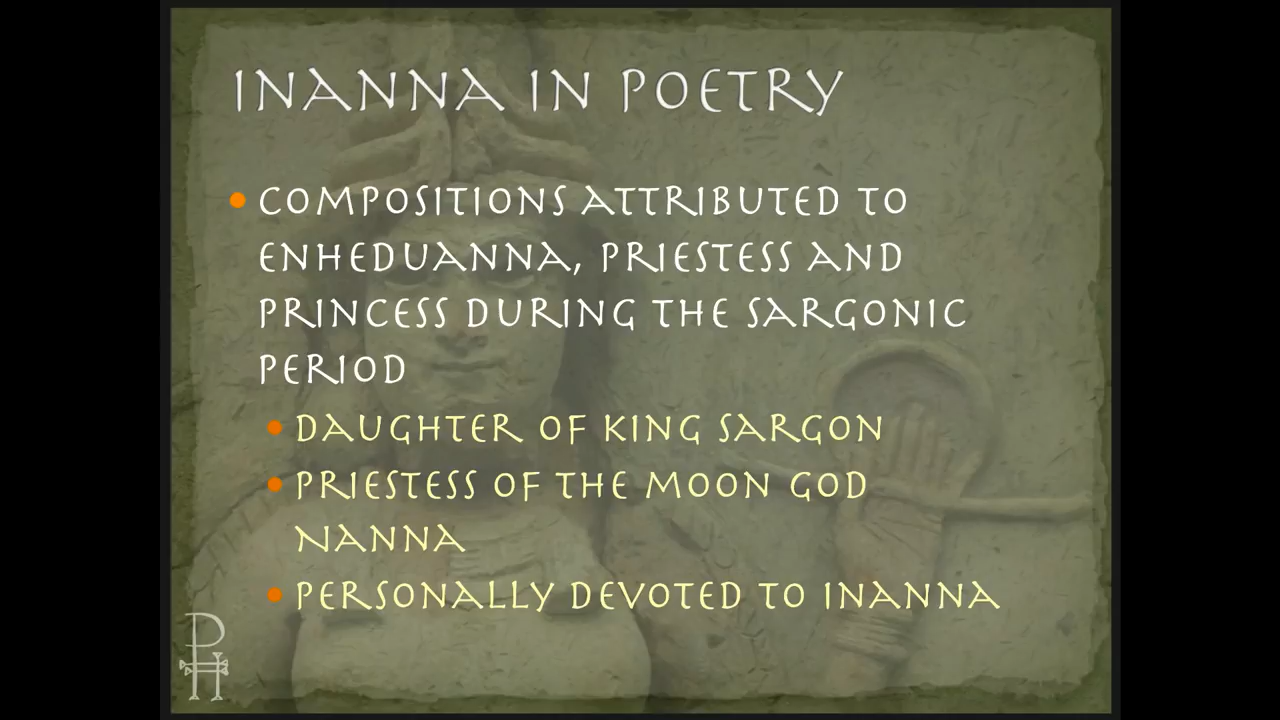 INANNA IN POETRY
• COMPOSITIONS ATTRIBUTED TO
ENHEDUANNA, PRIESTESS AND
PRINCESS DURING THE SARGONIC
PERIOD
• DAUGHTER OF KING SARGON
• PRIESTESS OF THE MOON GOD
NANNA
• PERSONALLY DEVOTED TO INANNA
PH